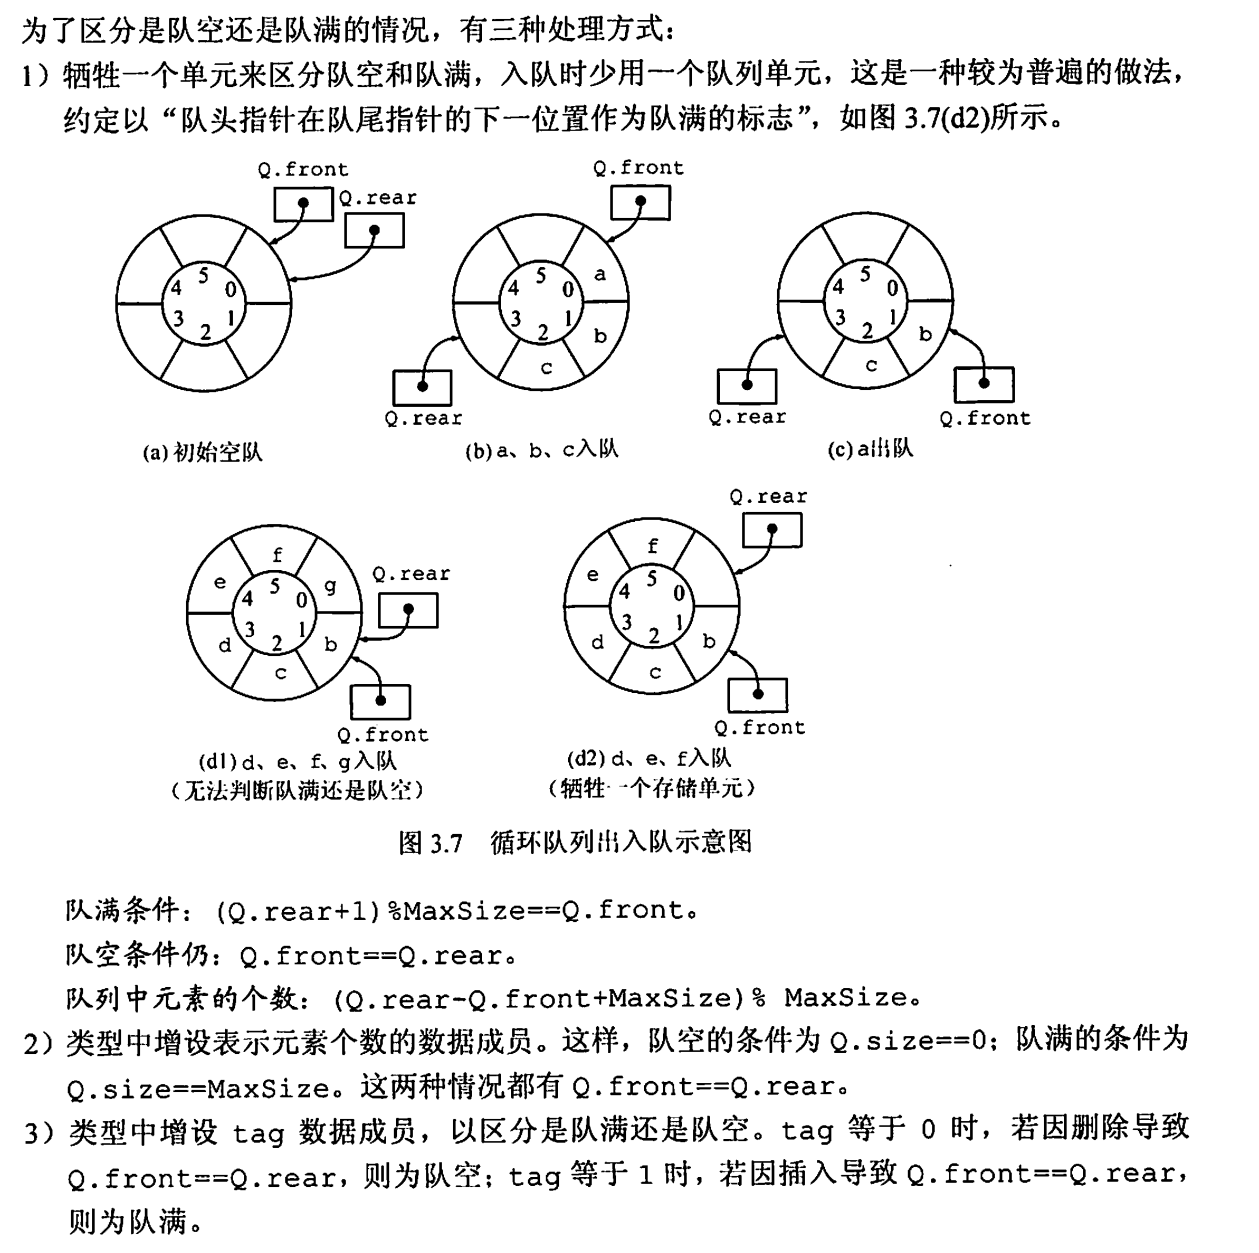 为了区分是队空还是队满的情况，有三种处理方式：
1）牺牲一个单元来区分队空和队满，入队时少用一个队列单元，这是一种较为普遍的做法，
约定以“队头指针在队尾指针的下一位置作为队满的标志”，如图 3.7(d2)所示。
Q.front
Q.rear
5
4 0
3 1
2
(a) 初始空队
Q.front
5 a
4 0
3 1
2 b
c
Q.rear
(b) a、b、c入队
5
4 0
3 1
2 b
c
Q.rear
Q.front
(c) a出队
f
e 5 g
4 0
3 1
d 2 b
c
Q.rear
Q.front
(d1) d、e、f、g入队
（无法判断队满还是队空）
Q.rear
f
e 5
4 0
3 1
d 2 b
c
Q.front
(d2) d、e、f入队
（牺牲一个存储单元）
图 3.7 循环队列出入队示意图
队满条件：(Q.rear+1)%MaxSize==Q.front。
队空条件仍：Q.front==Q.rear。
队列中元素的个数：(Q.rear-Q.front+MaxSize)% MaxSize。
2）类型中增设表示元素个数的数据成员。这样，队空的条件为 Q.size==0；队满的条件为
Q.size==MaxSize。这两种情况都有 Q.front==Q.rear。
3）类型中增设 tag 数据成员，以区分是队满还是队空。tag 等于 0 时，若因删除导致
Q.front==Q.rear，则为队空；tag 等于 1 时，若因插入导致 Q.front==Q.rear，
则为队满。